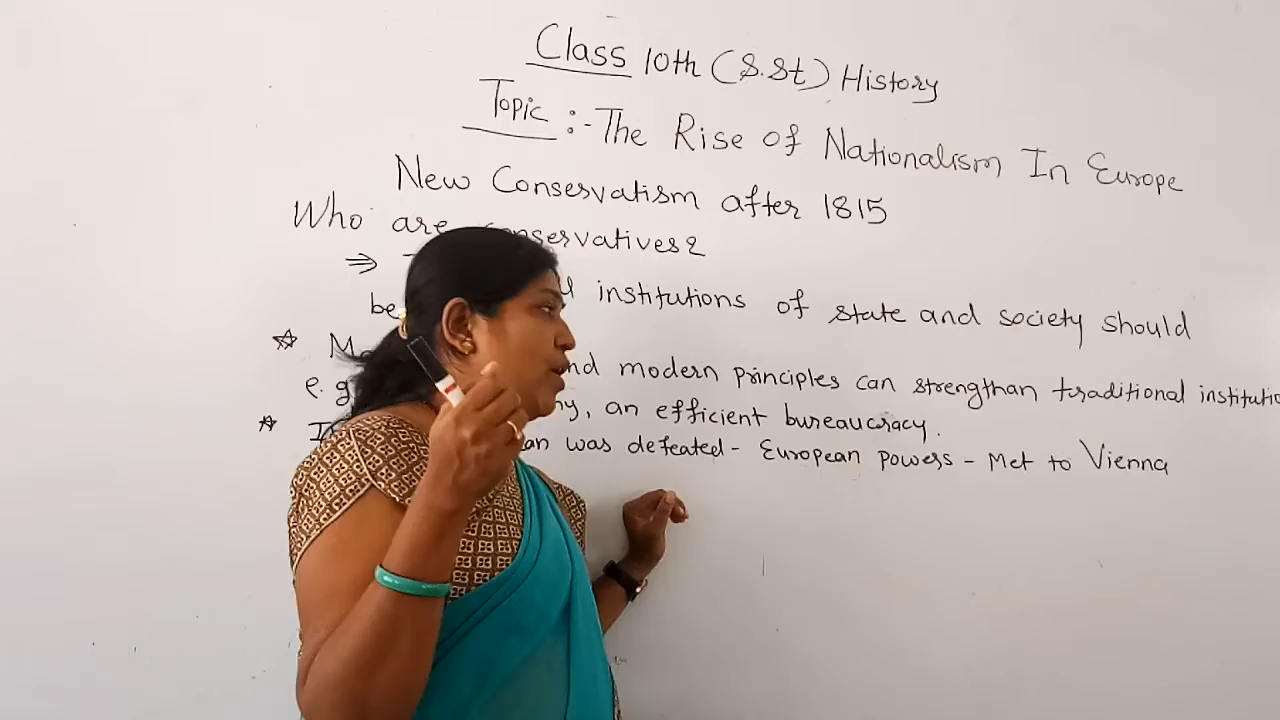 Class 10th (S.St) History
Topic :- The Rise of Nationalism In Europe
New Conservatism after 1815
Who are conservatives?
⇒ institutions of state and society should
be
☆ modern principles can strengthan traditional
e.g an efficient bureaucracy.
☆ was defeated - European powers - Met to Vienna